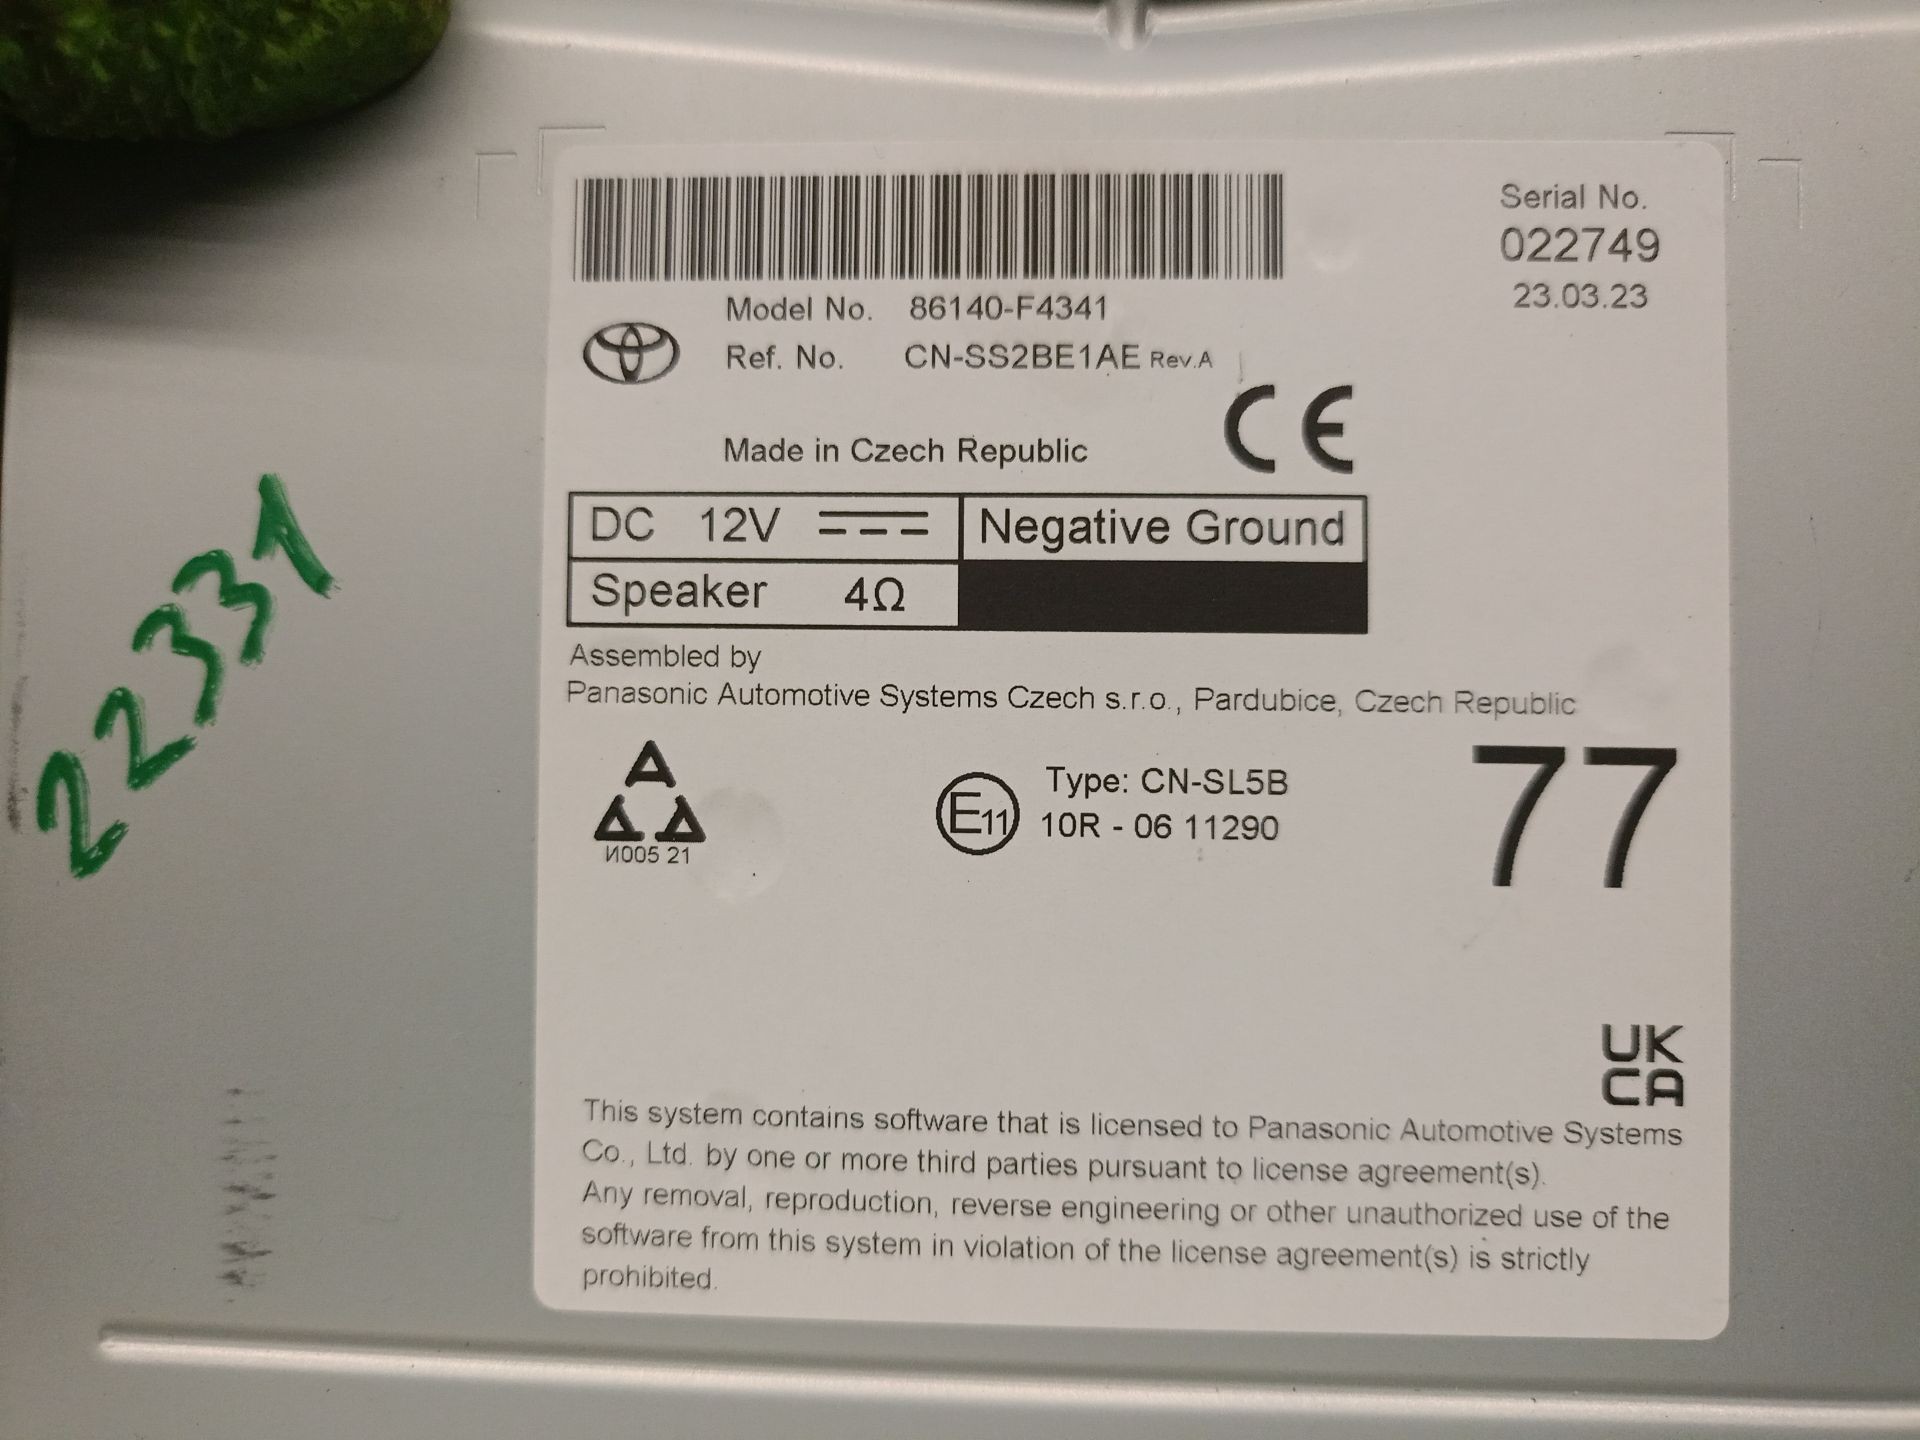 Serial No.
022749
23.03.23
Model No. 86140-F4341
Ref. No. CN-SS2BE1AE Rev.A
CE
Made in Czech Republic
DC 12V Negative Ground
Speaker 4Ω
Assembled by
Panasonic Automotive Systems Czech s.r.o., Pardubice, Czech Republic
Type: CN-SL5B
E11 10R - 06 11290
И005 21
77
UK
CA
This system contains software that is licensed to Panasonic Automotive Systems
Co., Ltd. by one or more third parties pursuant to license agreement(s).
Any removal, reproduction, reverse engineering or other unauthorized use of the
software from this system in violation of the license agreement(s) is strictly
prohibited.
22331